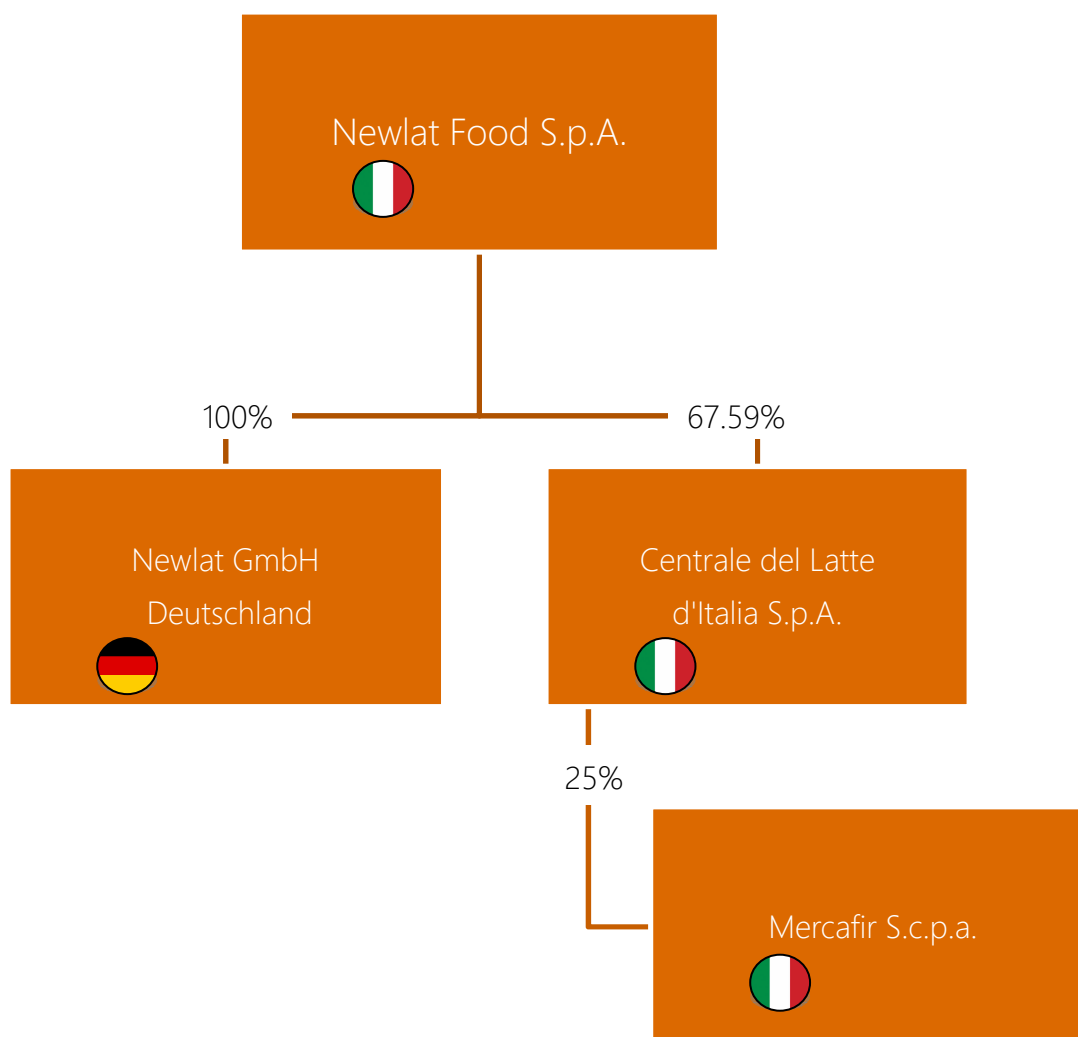 Newlat Food S.p.A.
100%
67.59%
Newlat GmbH
Deutschland
Centrale del Latte
d'Italia S.p.A.
25%
Mercafir S.c.p.a.